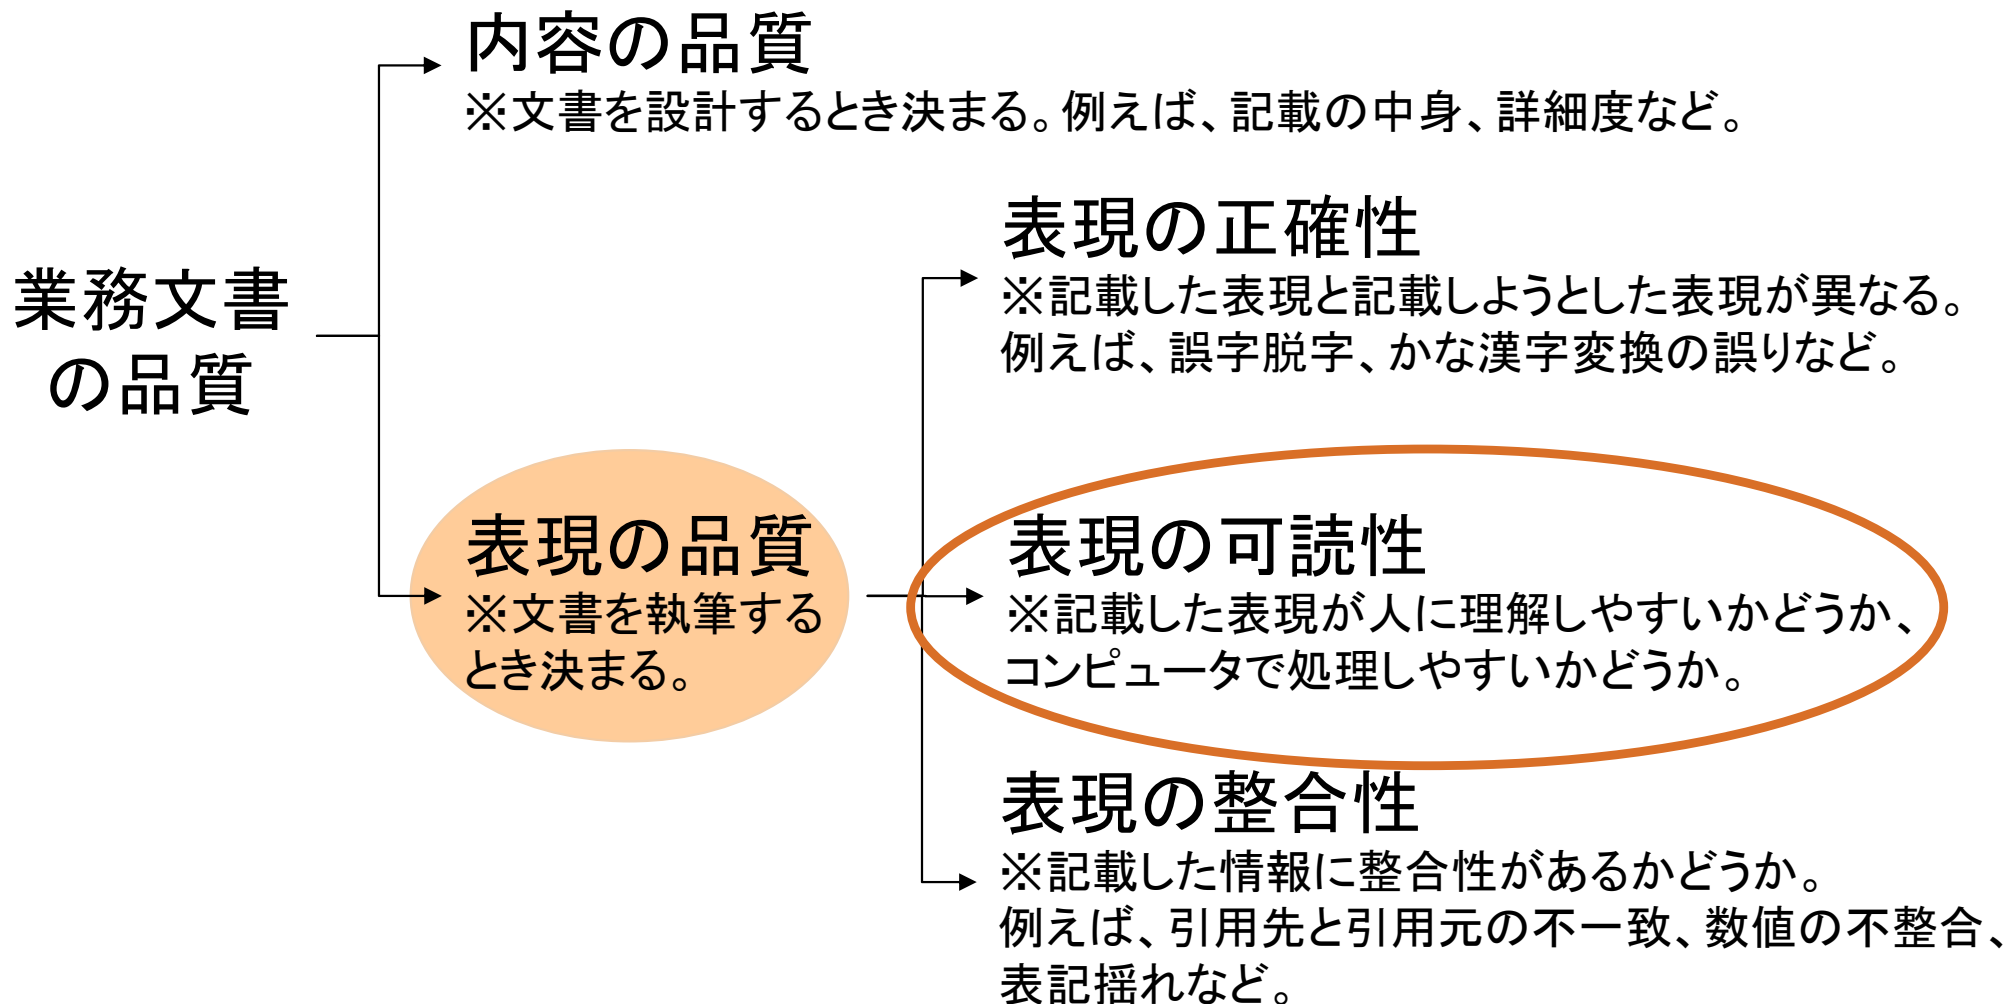 業務文書
の品質
内容の品質
※文書を設計するとき決まる。例えば、記載の中身、詳細度など。
表現の品質
※文書を執筆する
とき決まる。
表現の正確性
※記載した表現と記載しようとした表現が異なる。
例えば、誤字脱字、かな漢字変換の誤りなど。
表現の可読性
※記載した表現が人に理解しやすいかどうか、
コンピュータで処理しやすいかどうか。
表現の整合性
※記載した情報に整合性があるかどうか。
例えば、引用先と引用元の不一致、数値の不整合、
表記揺れなど。